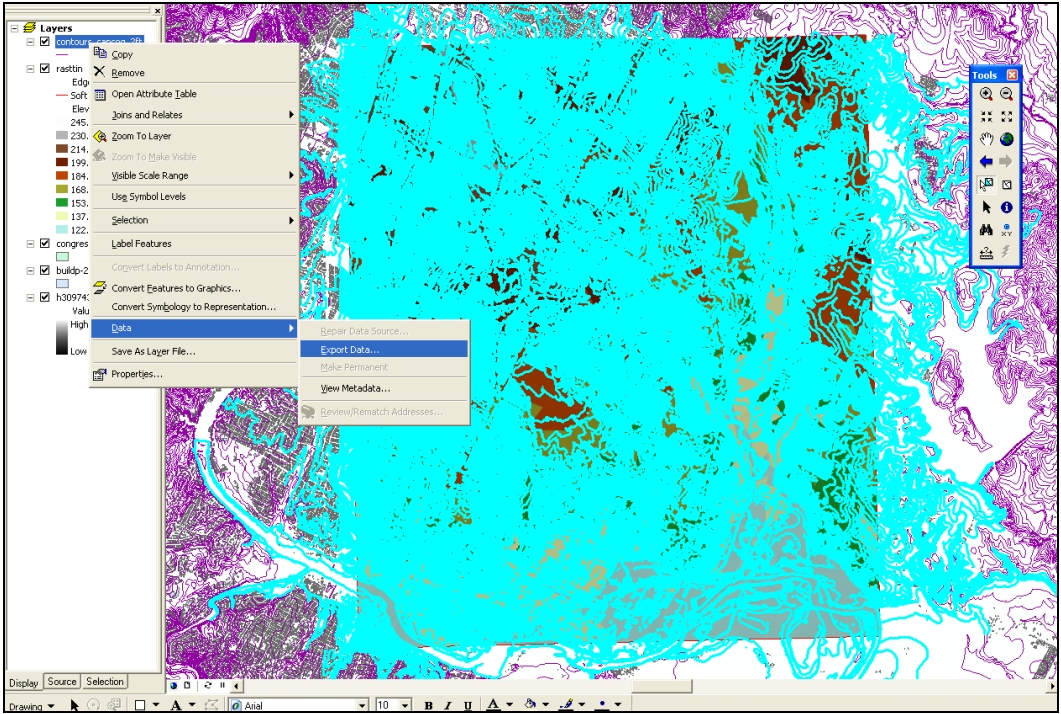 Layers
contours_capcog_2ft
Copy
Remove
Open Attribute Table
Joins and Relates
Zoom To Layer
Zoom To Make Visible
Visible Scale Range
Use Symbol Levels
Selection
Label Features
Convert Labels to Annotation...
Convert Features to Graphics...
Convert Symbology to Representation...
Data
Save As Layer File...
Properties...
rasttin
Edge
Soft
Elev
245.
230.
214.
199.
184.
168.
153.
137.
122.
congres
buildp-2
h309743
Valu
High
Low
Repair Data Source...
Export Data...
Make Permanent
View Metadata...
Review/Rematch Addresses...
Tools
XY
Display Source Selection
Drawing
A
Arial
10
B I U A